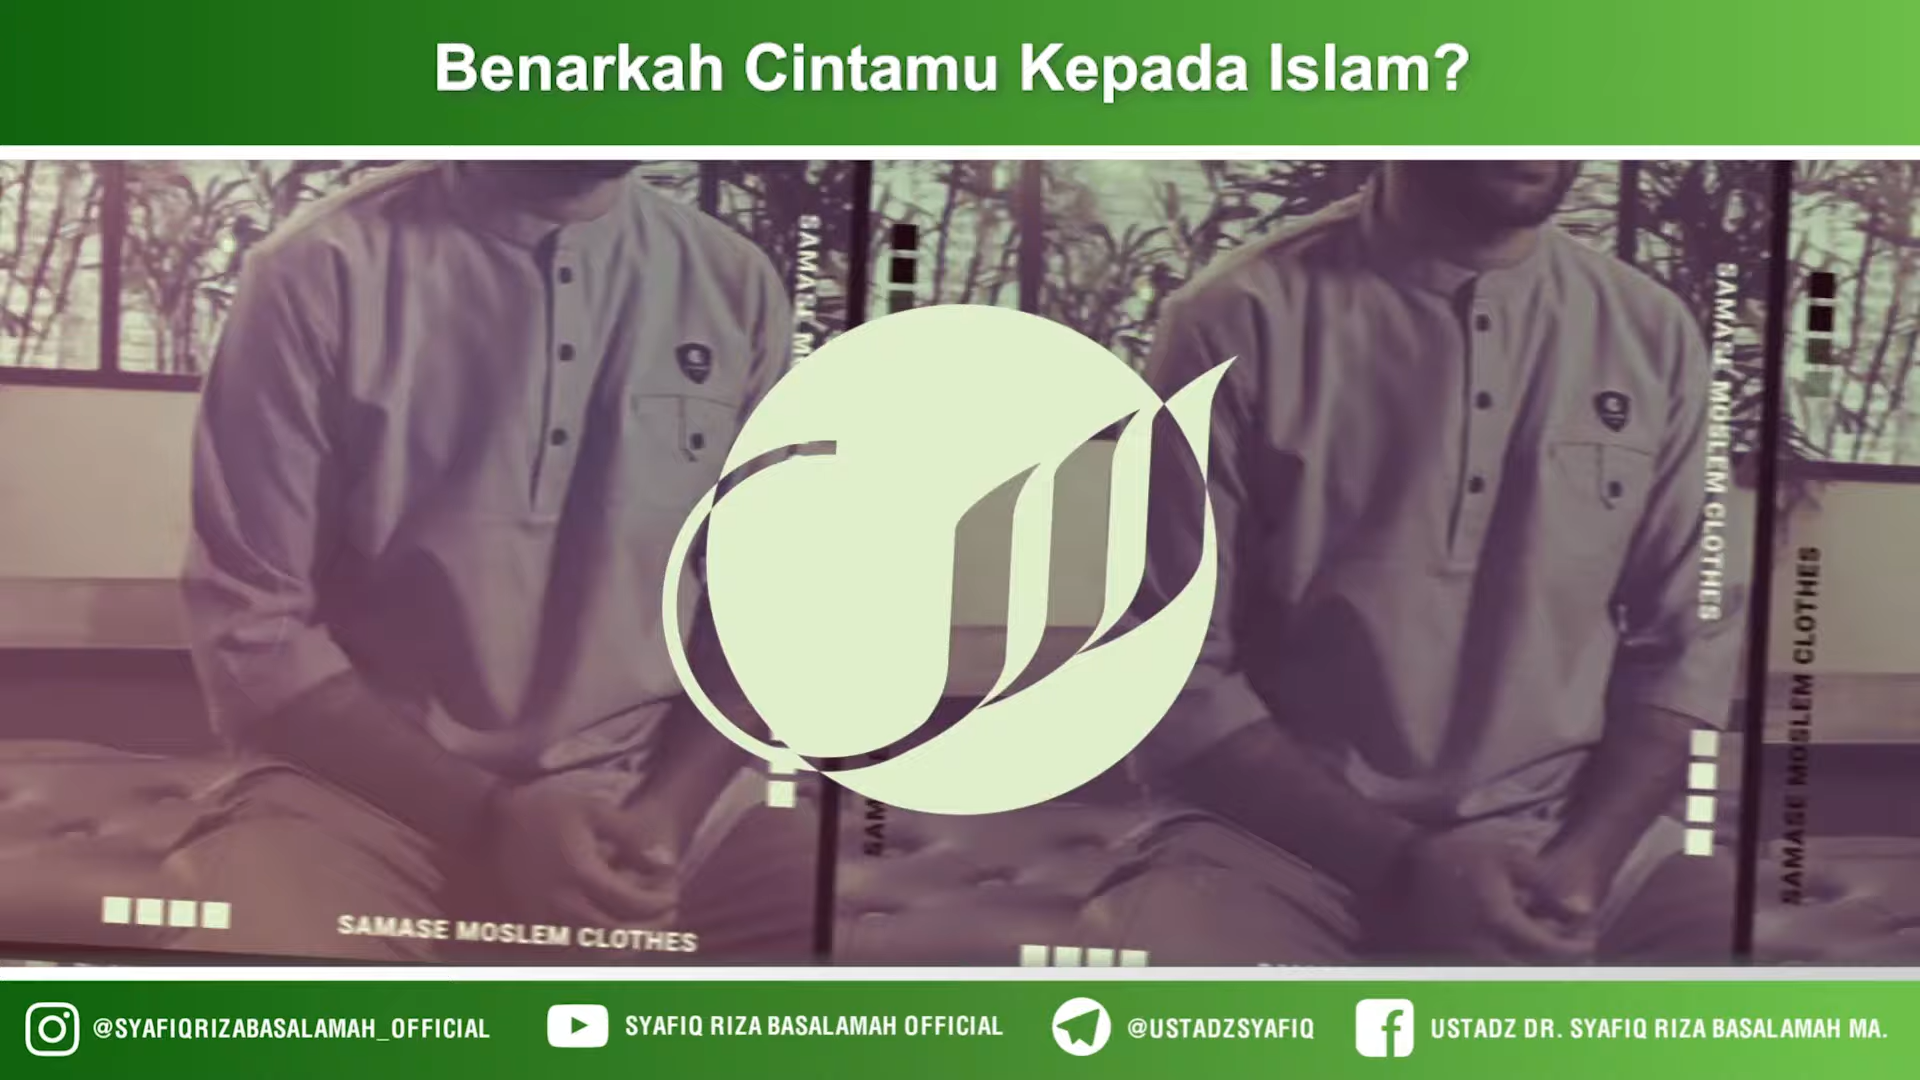 Benarkah Cintamu Kepada Islam?
SAMASE MOSLEM CLOTHES
SAMASE MOSLEM CLOTHES
SAMASE MOSLEM CLOTHES
@SYAFIQRIZABASALAMAH_OFFICIAL
SYAFIQ RIZA BASALAMAH OFFICIAL
@USTADZSYAFIQ
USTADZ DR. SYAFIQ RIZA BASALAMAH MA.